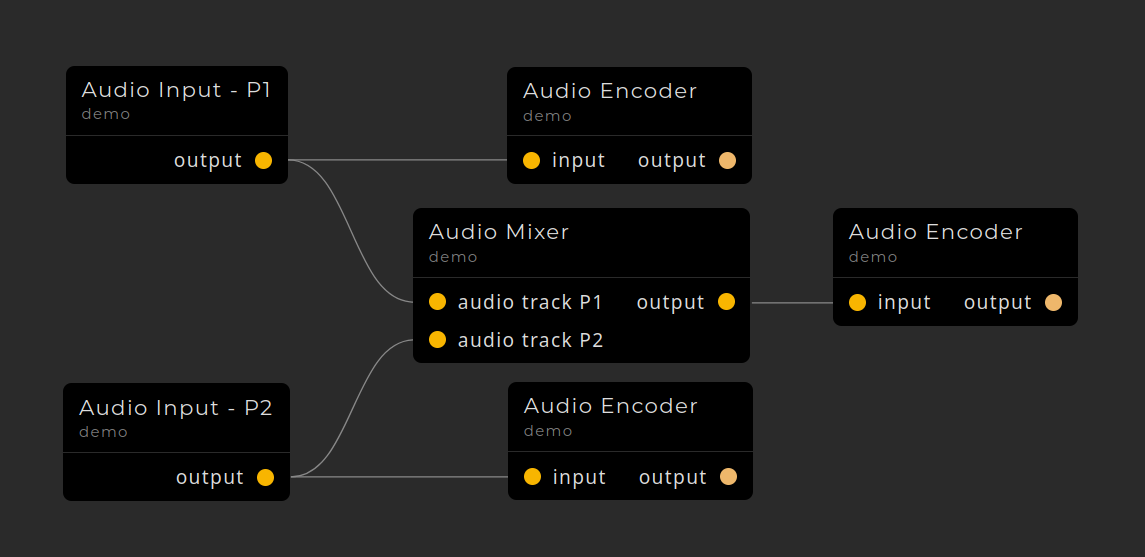 Audio Input - P1
demo
output
Audio Encoder
demo
input output
Audio Mixer
demo
audio track P1 output
audio track P2
Audio Encoder
demo
input output
Audio Input - P2
demo
output
Audio Encoder
demo
input output